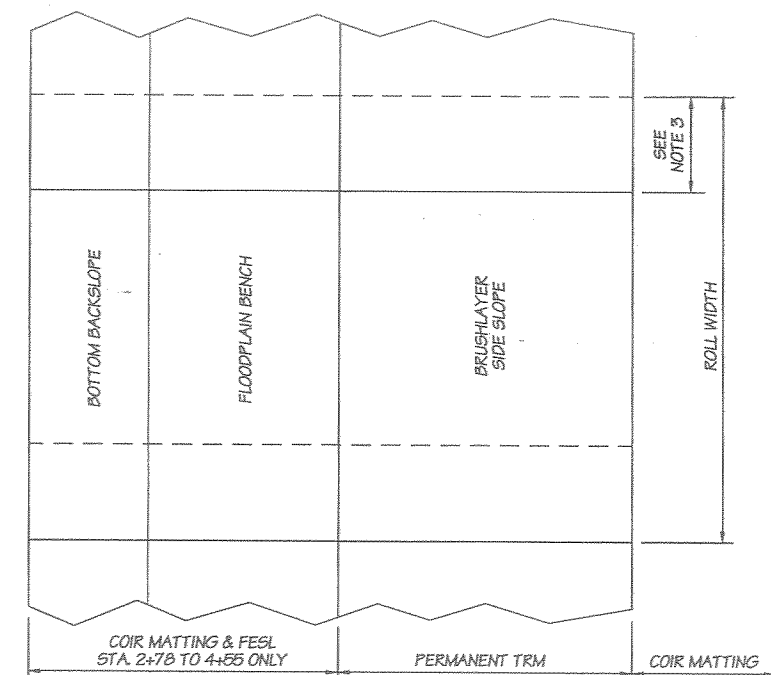 SEE
NOTE 3
BOTTOM BACKSLOPE
FLOODPLAIN BENCH
BRUSHLAYER
SIDE SLOPE
ROLL WIDTH
COIR MATTING & FESL
STA. 2+78 TO 4+55 ONLY
PERMANENT TRM
COIR MATTING